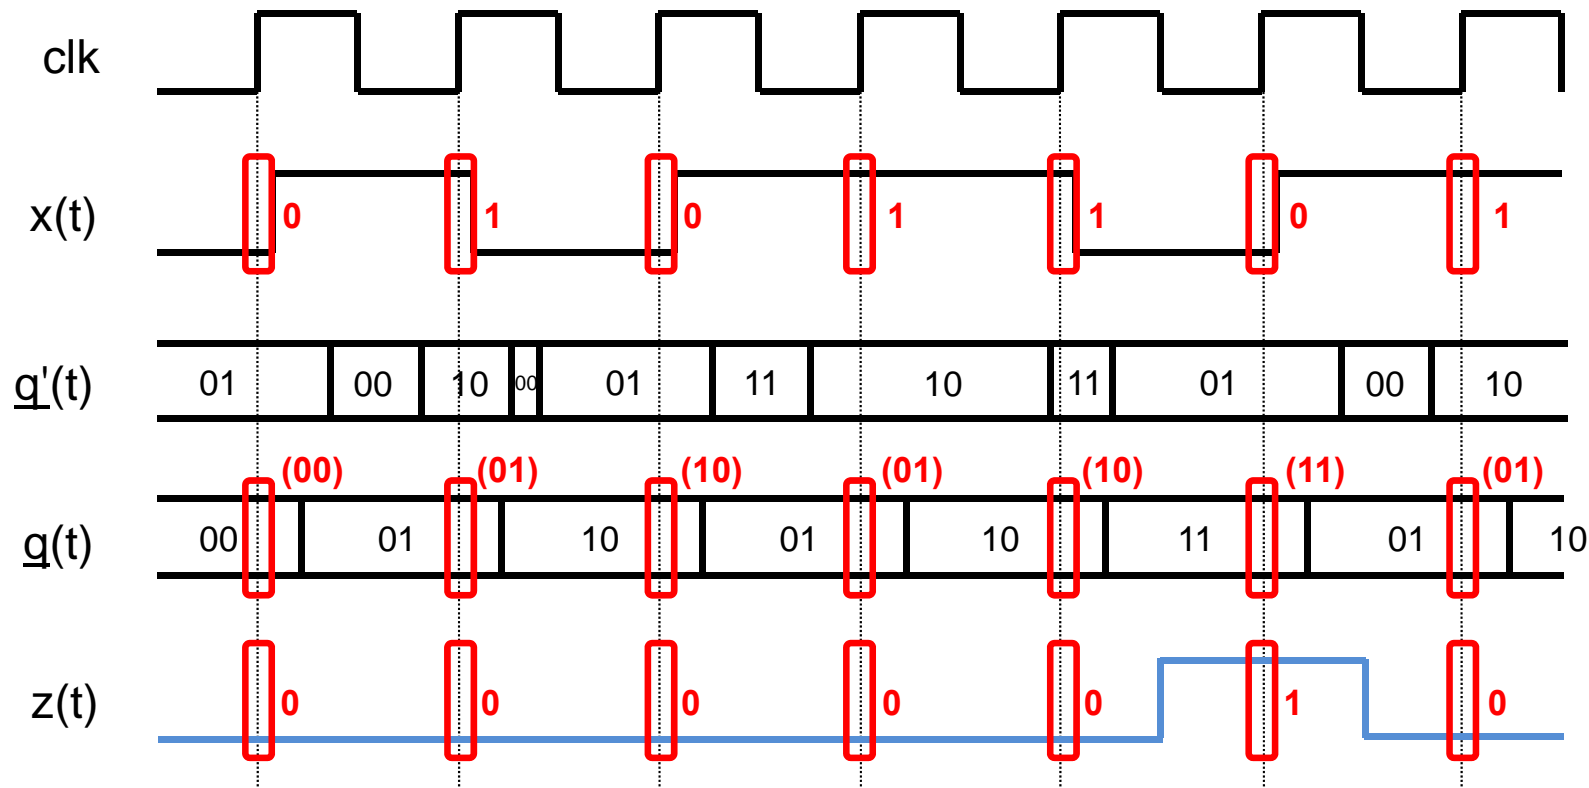 clk
x(t) 0 1 0 1 1 0 1
q'(t) 01 00 10 00 01 11 10 11 01 00 10
(00) (01) (10) (01) (10) (11) (01)
q(t) 00 01 10 01 10 11 01 10
z(t) 0 0 0 0 0 1 0